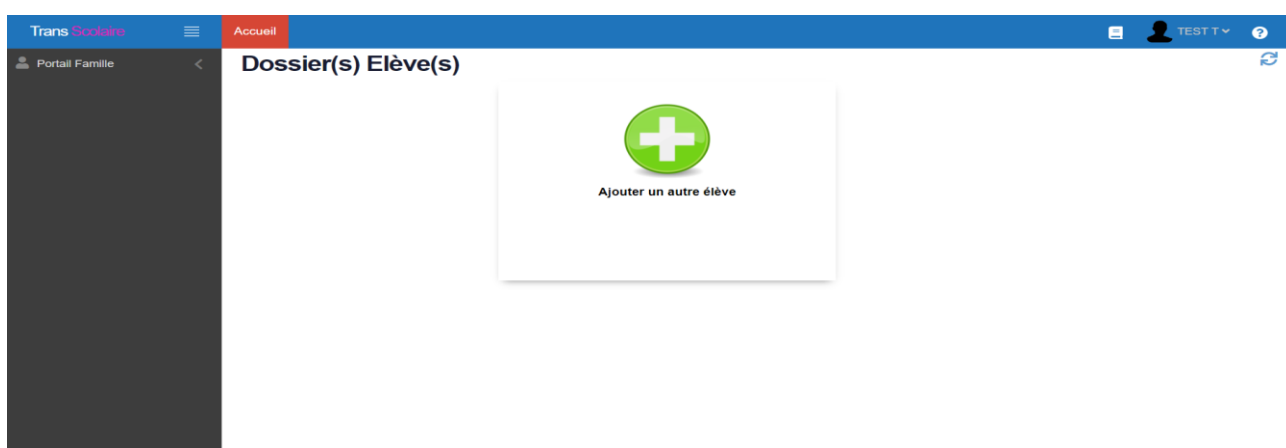 Trans Scolaire
Accueil
TEST T
Portail Famille
Dossier(s) Elève(s)
Ajouter un autre élève